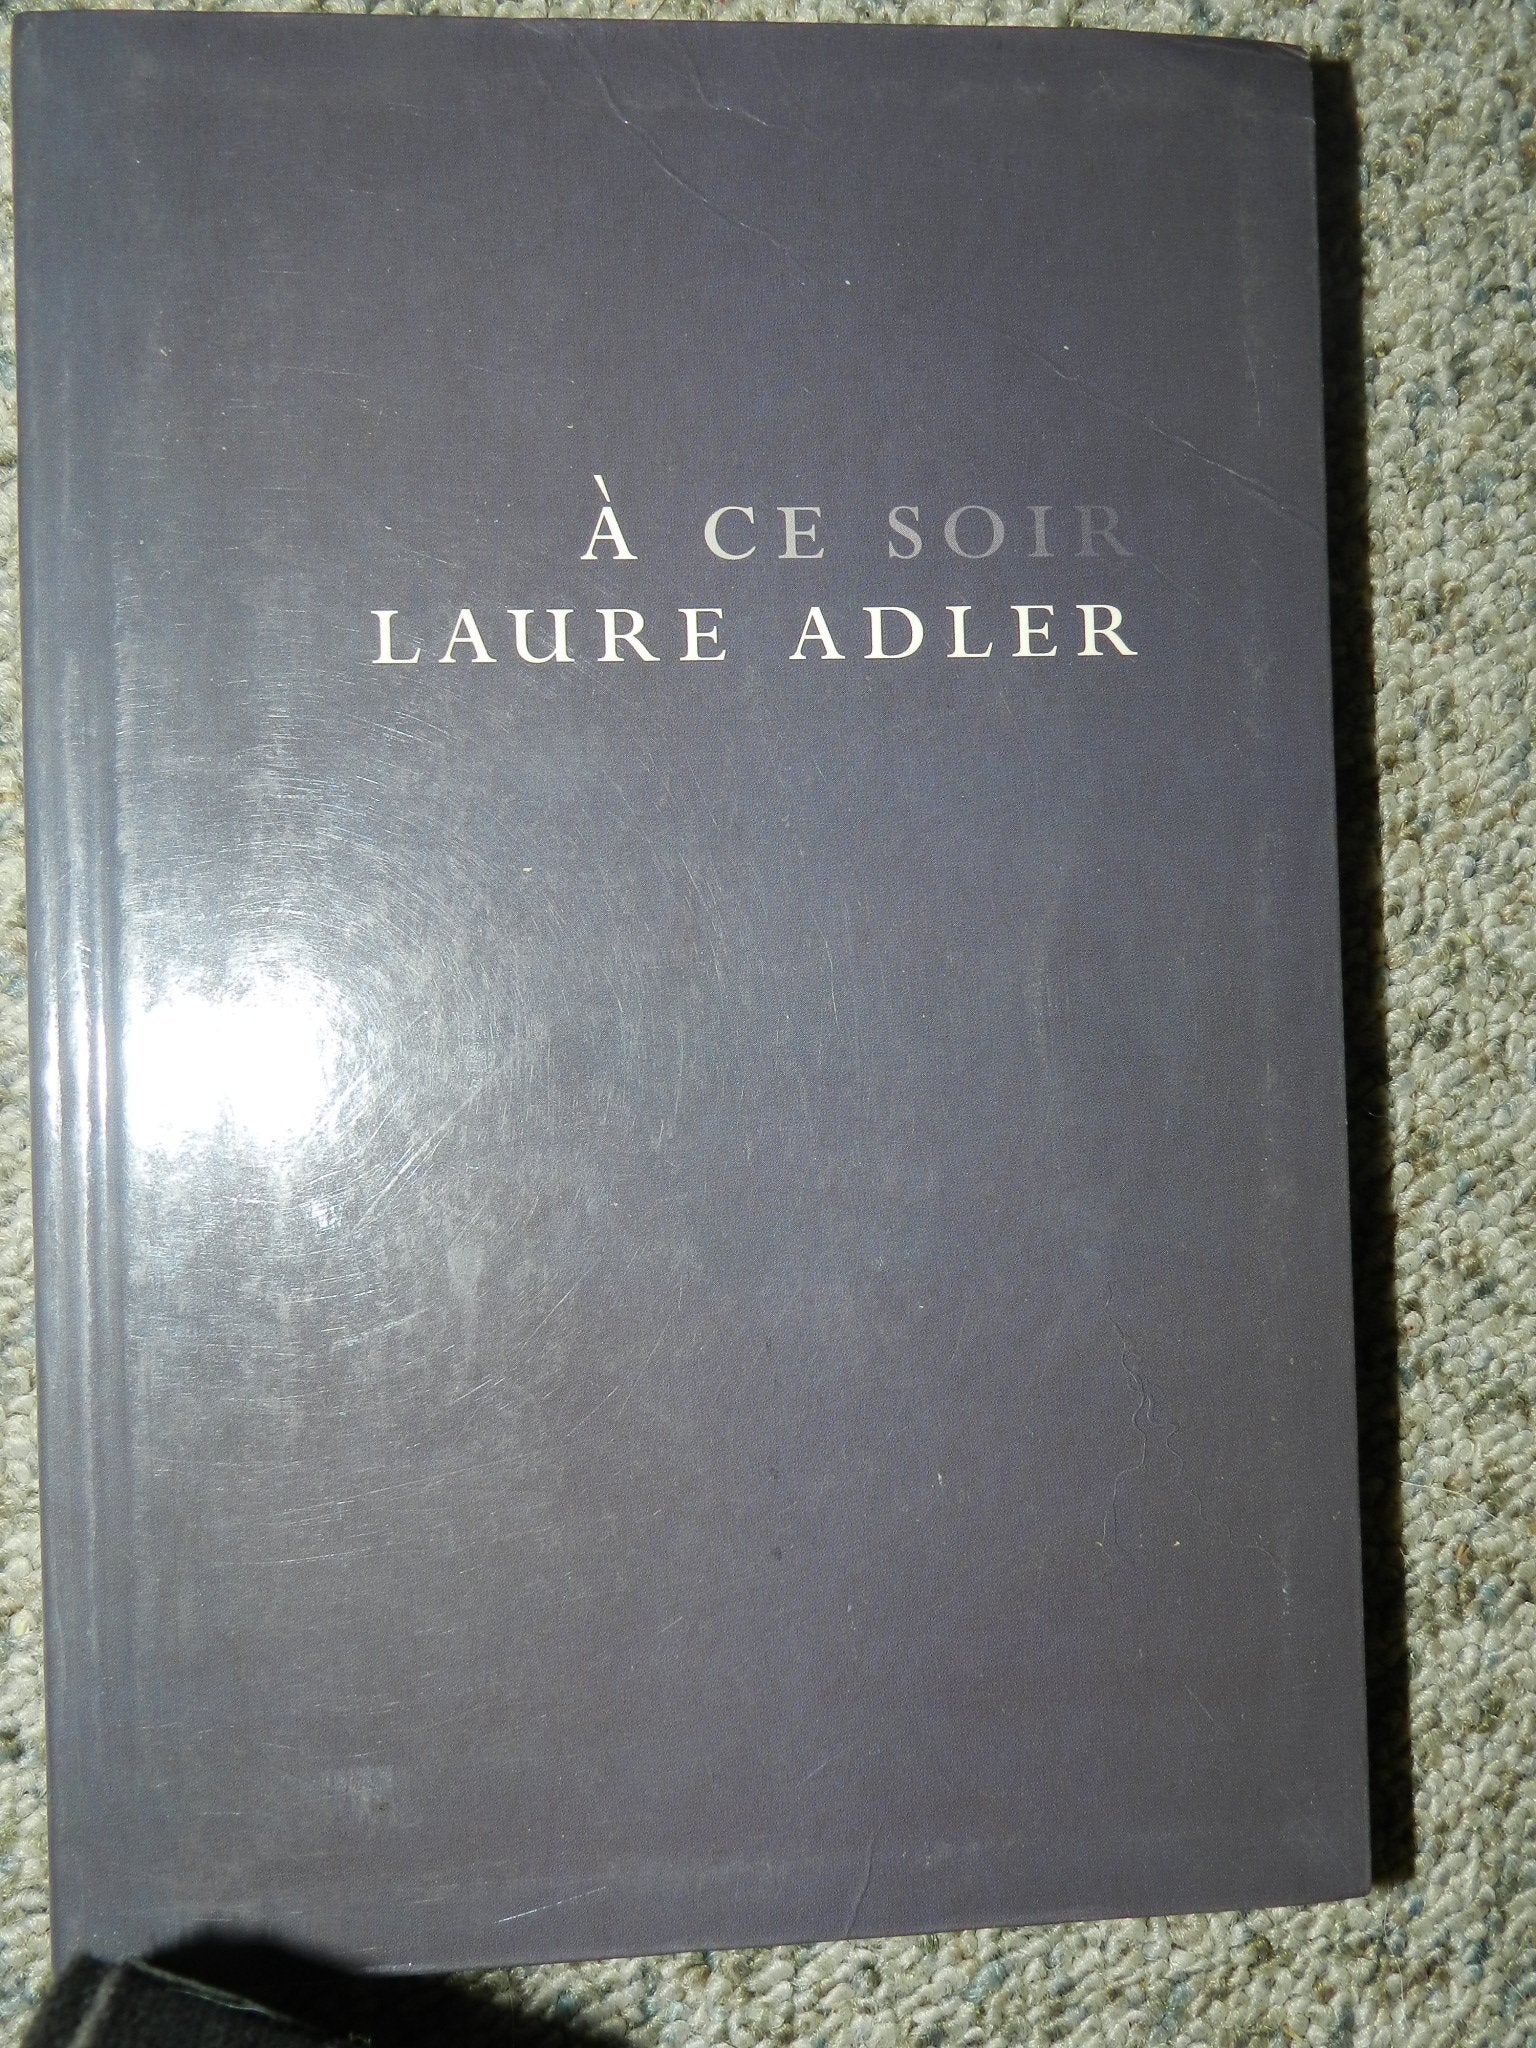 À CE SOIR
LAURE ADLER